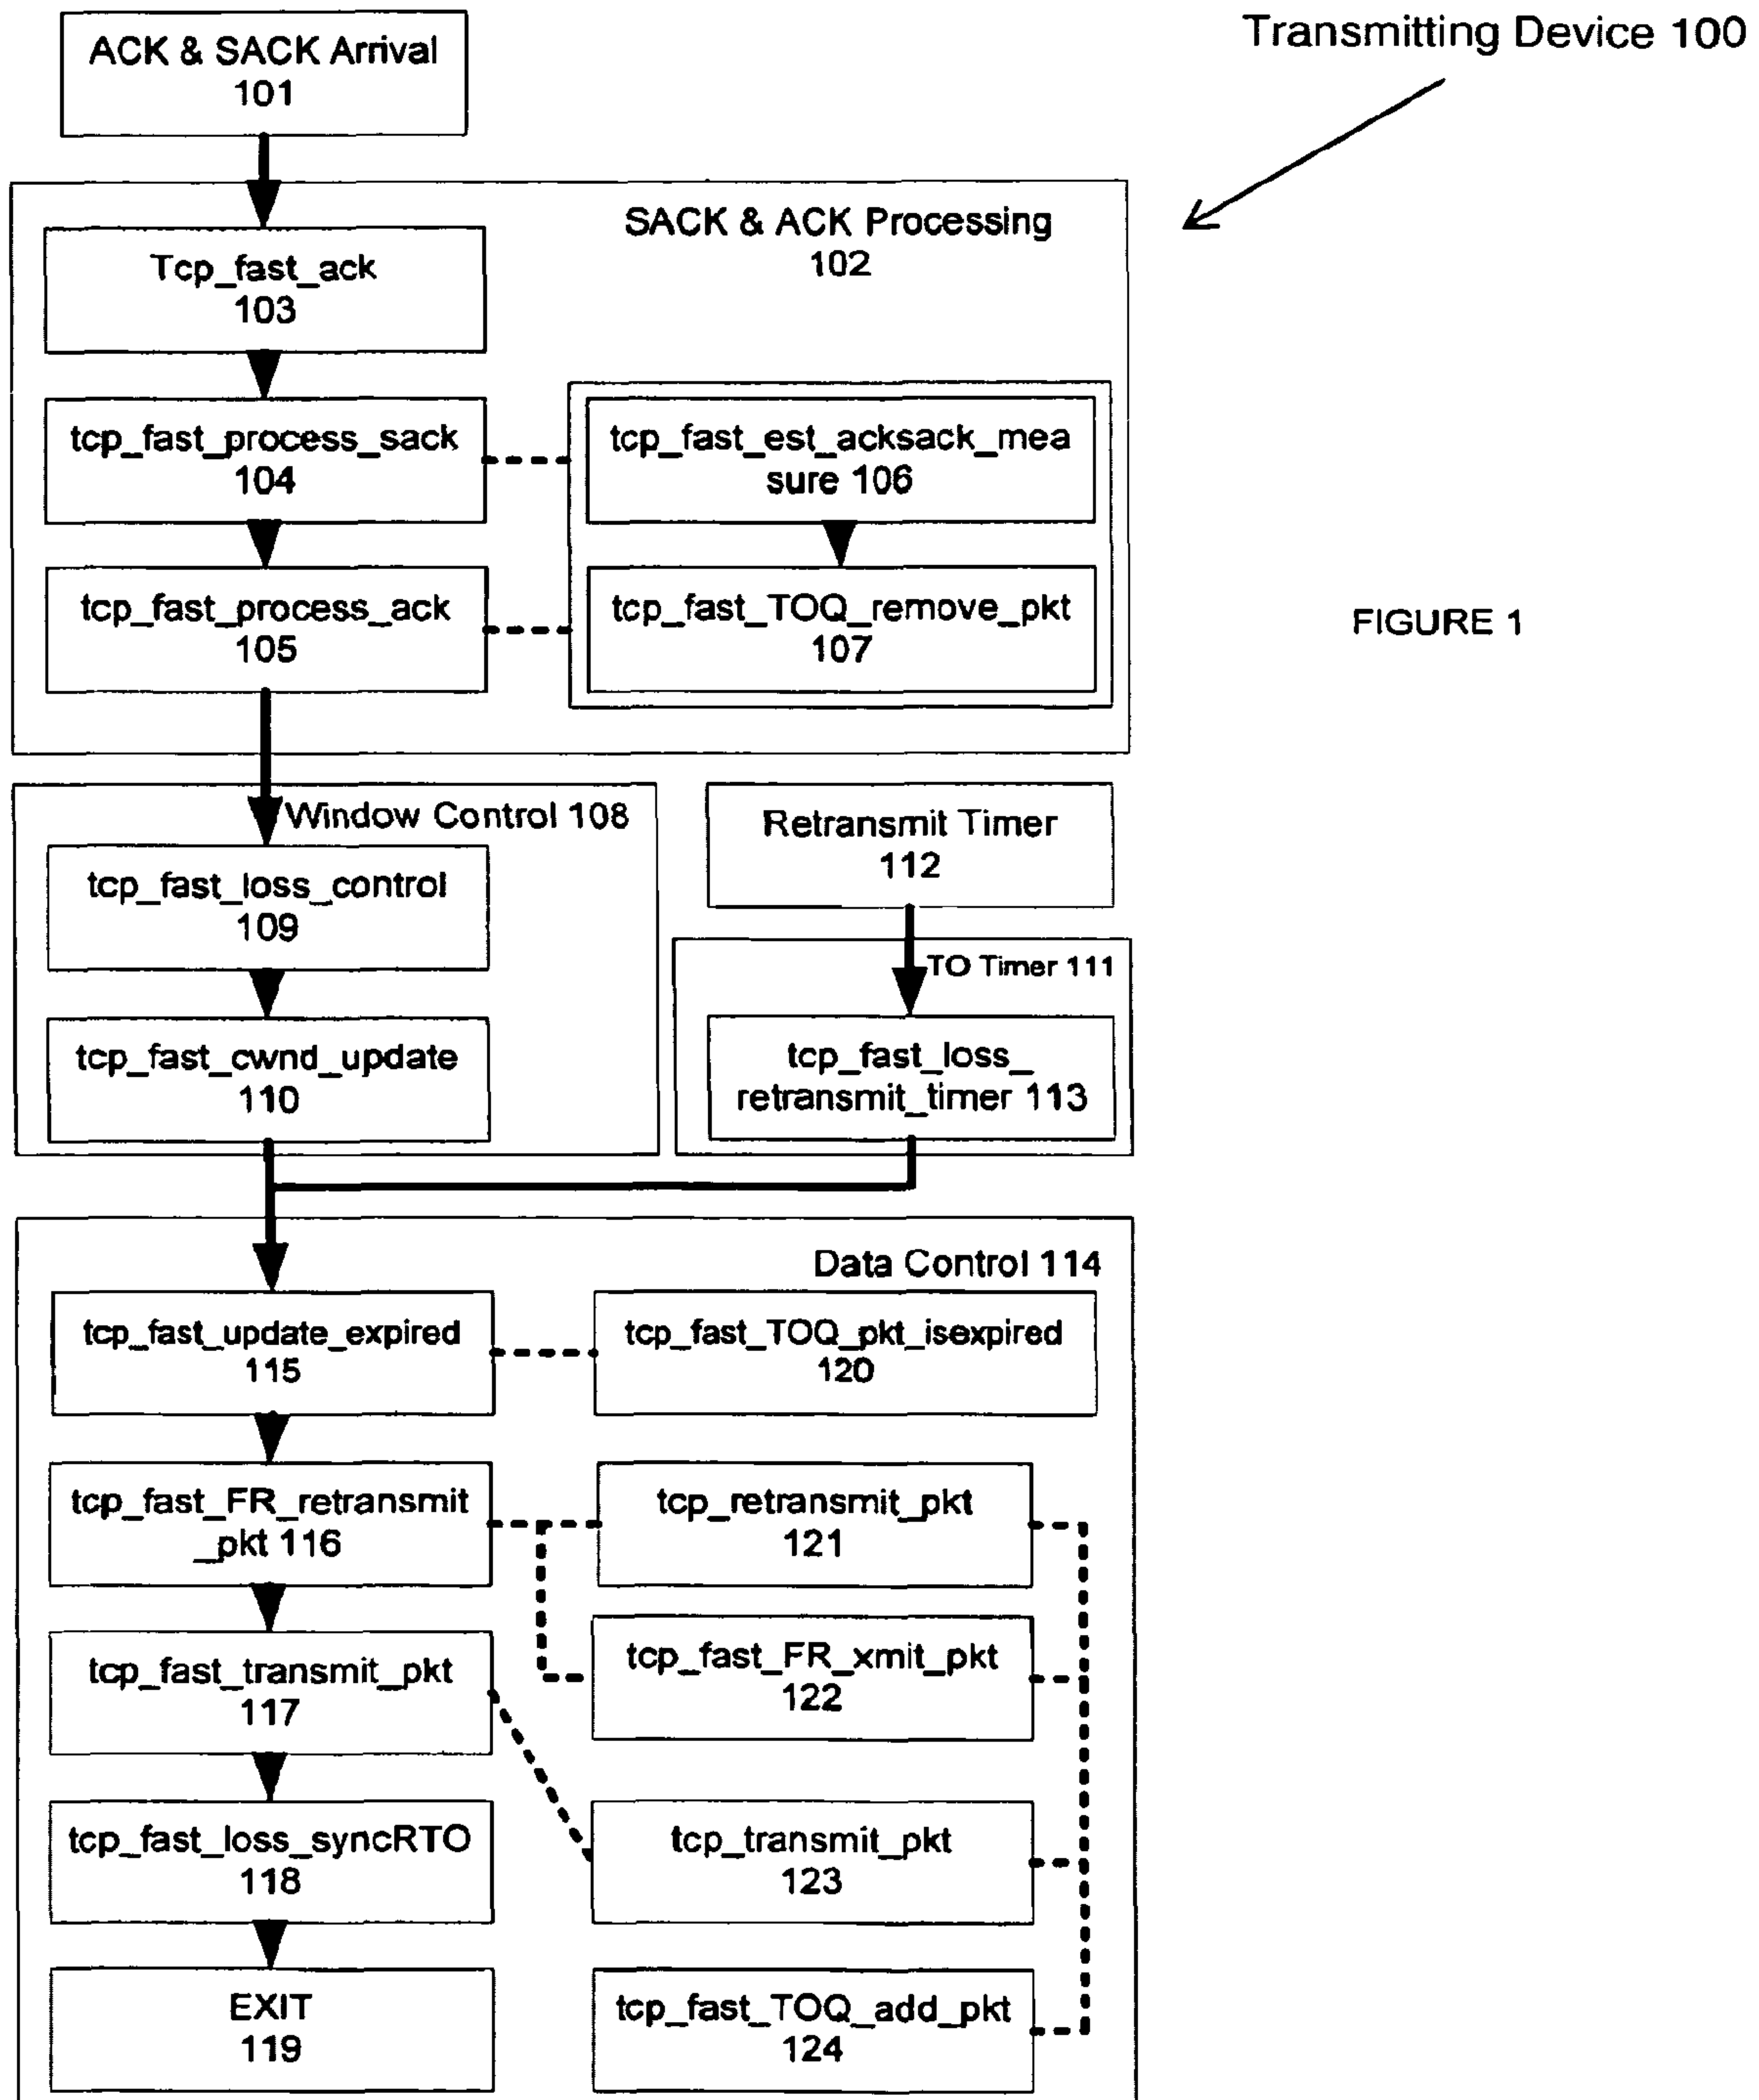 Transmitting Device 100
ACK & SACK Arrival
101
SACK & ACK Processing
102
Tcp_fast_ack
103
tcp_fast_process_sack
104
tcp_fast_est_acksack_mea
sure 106
tcp_fast_process_ack
105
tcp_fast_TOQ_remove_pkt
107
FIGURE 1
Window Control 108
tcp_fast_loss_control
109
tcp_fast_cwnd_update
110
Retransmit Timer
112
TO Timer 111
tcp_fast_loss_
retransmit_timer 113
Data Control 114
tcp_fast_update_expired
115
tcp_fast_TOQ_pkt_isexpired
120
tcp_fast_FR_retransmit
_pkt 116
tcp_retransmit_pkt
121
tcp_fast_transmit_pkt
117
tcp_fast_FR_xmit_pkt
122
tcp_fast_loss_syncRTO
118
tcp_transmit_pkt
123
EXIT
119
tcp_fast_TOQ_add_pkt
124